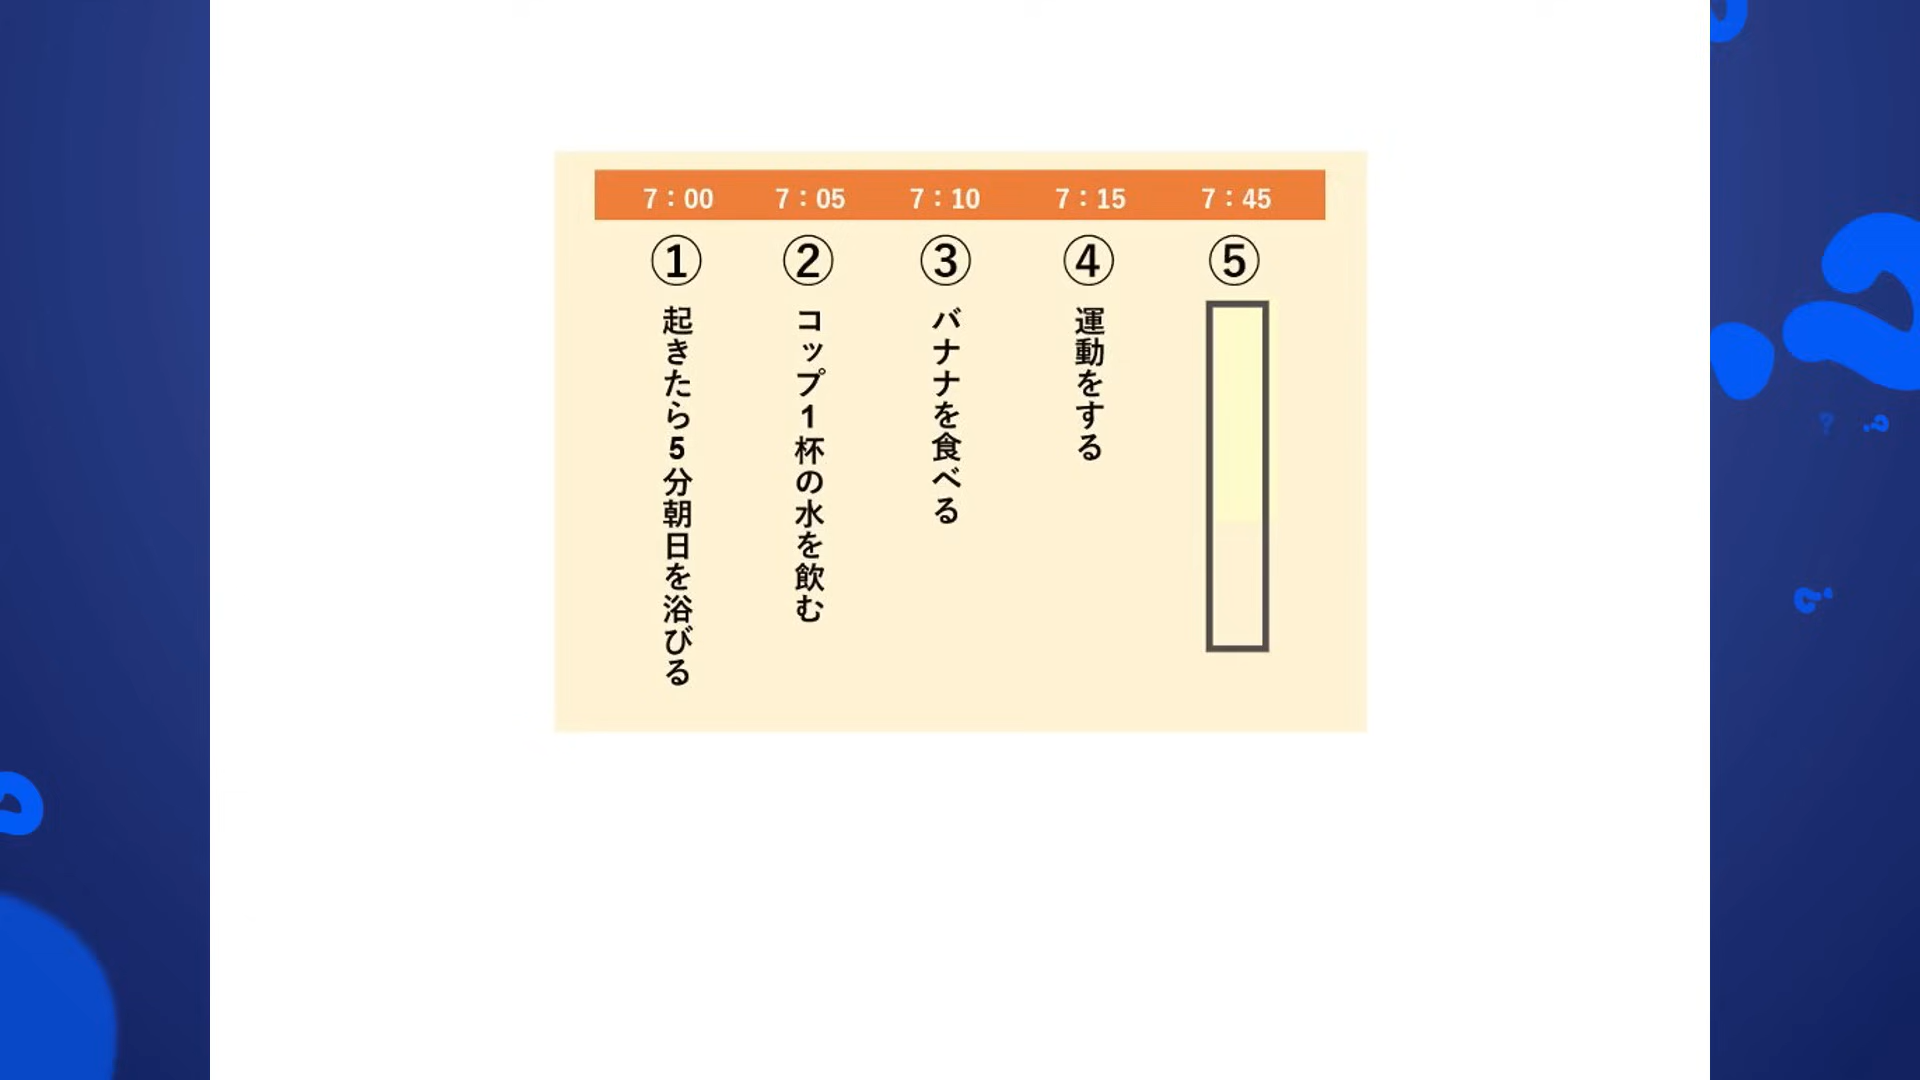 7：00
7：05
7：10
7：15
7：45
①
②
③
④
⑤
起きたら5分朝日を浴びる
コップ1杯の水を飲む
バナナを食べる
運動をする